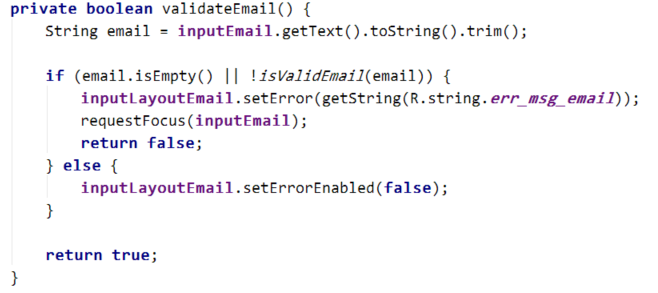 private boolean validateEmail() {
    String email = inputEmail.getText().toString().trim();

    if (email.isEmpty() || !isValidEmail(email)) {
        inputLayoutEmail.setError(getString(R.string.err_msg_email));
        requestFocus(inputEmail);
        return false;
    } else {
        inputLayoutEmail.setErrorEnabled(false);
    }

    return true;
}